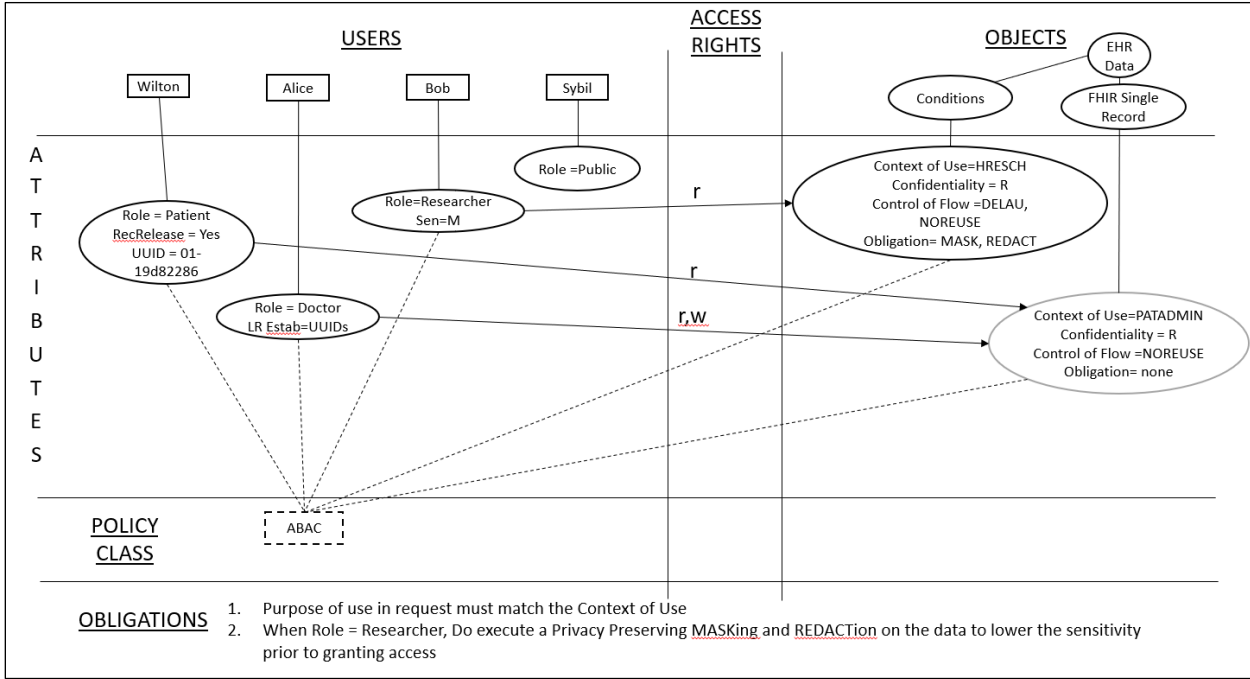 USERS
ACCESS
RIGHTS
OBJECTS
Wilton
Alice
Bob
Sybil
EHR
Data
Conditions
FHIR Single
Record
A
T
T
R
I
B
U
T
E
S
Role = Patient
RecRelease = Yes
UUID = 01-
19d82286
Role = Doctor
LR Estab=UUIDs
Role=Researcher
Sen=M
Role =Public
r
r
r,w
Context of Use=HRESCH
Confidentiality = R
Control of Flow =DELAU,
NOREUSE
Obligation= MASK, REDACT
Context of Use=PATADMIN
Confidentiality = R
Control of Flow =NOREUSE
Obligation= none
POLICY
CLASS
ABAC
OBLIGATIONS
1. Purpose of use in request must match the Context of Use
2. When Role = Researcher, Do execute a Privacy Preserving MASKing and REDACTion on the data to lower the sensitivity
prior to granting access